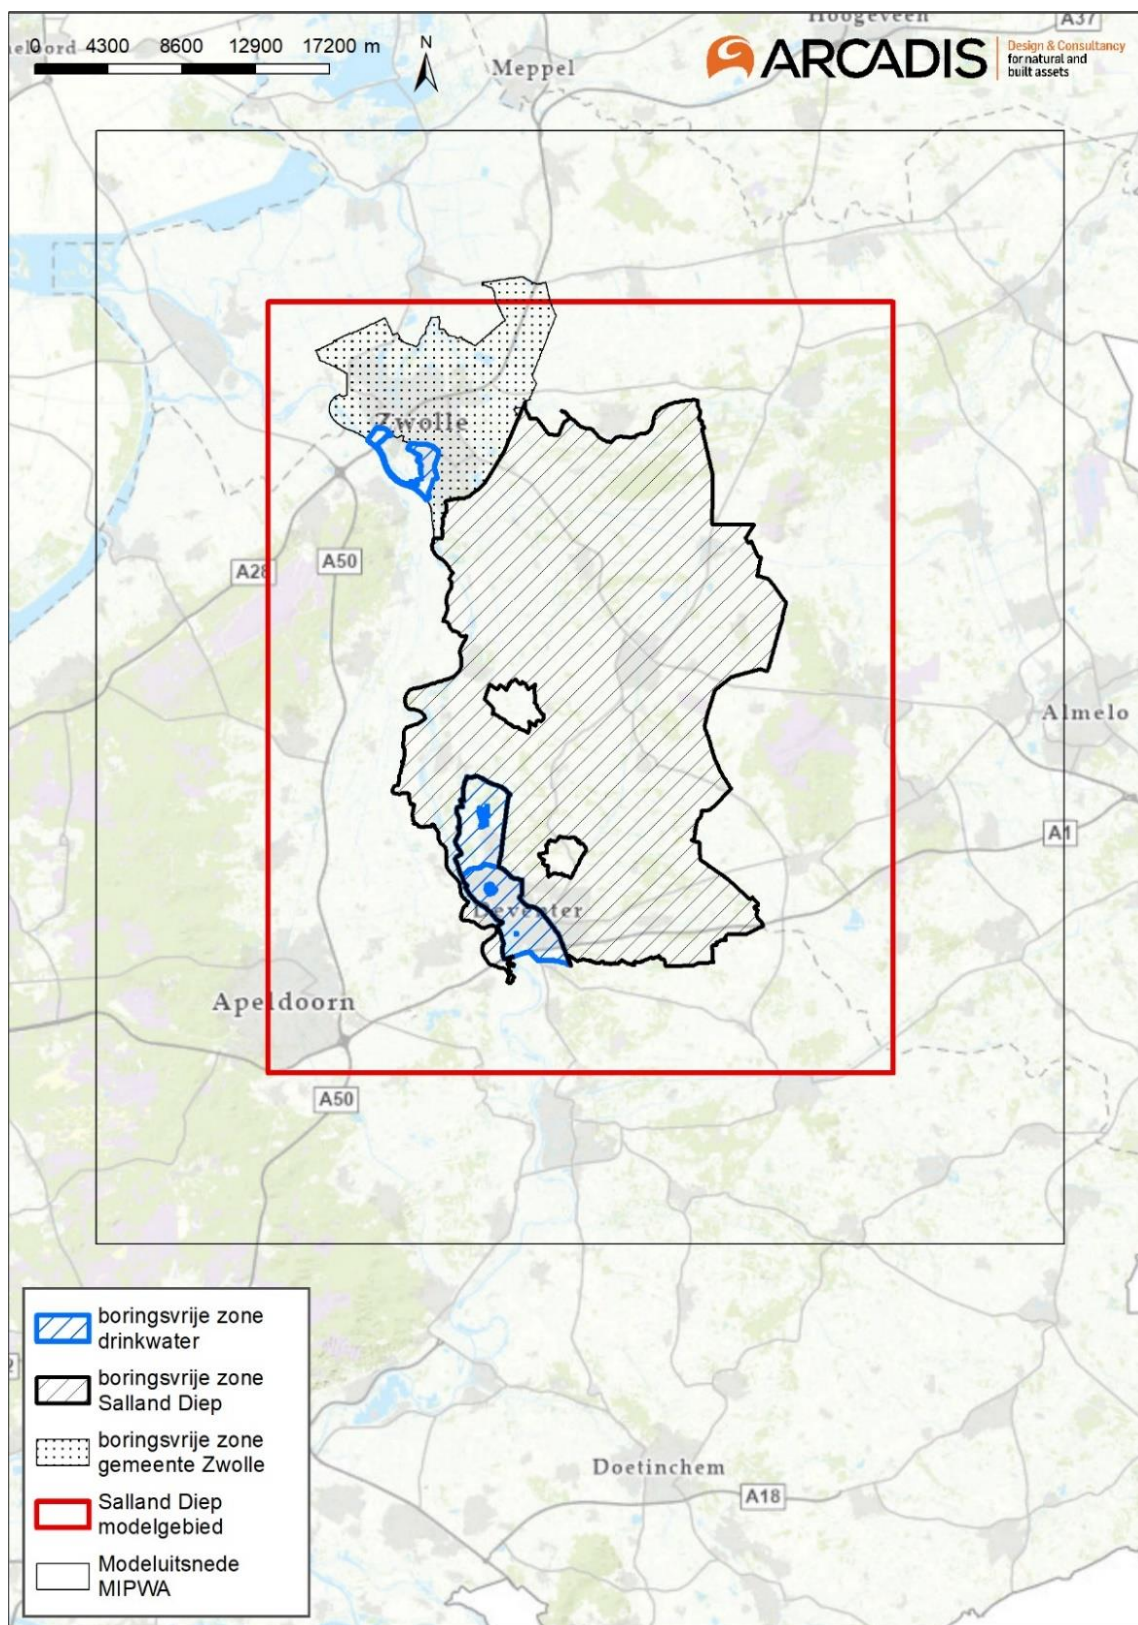 Hoogeveen
A37
0 4300 8600 12900 17200 m
N
Meppel
ARCADIS
Design & Consultancy
for natural and
built assets
Zwolle
A28
A50
Almelo
A1
Deventer
Apeldoorn
A50
boringsvrije zone
drinkwater
boringsvrije zone
Salland Diep
boringsvrije zone
gemeente Zwolle
Salland Diep
modelgebied
Modeluitsnede
MIPWA
Doetinchem
A18